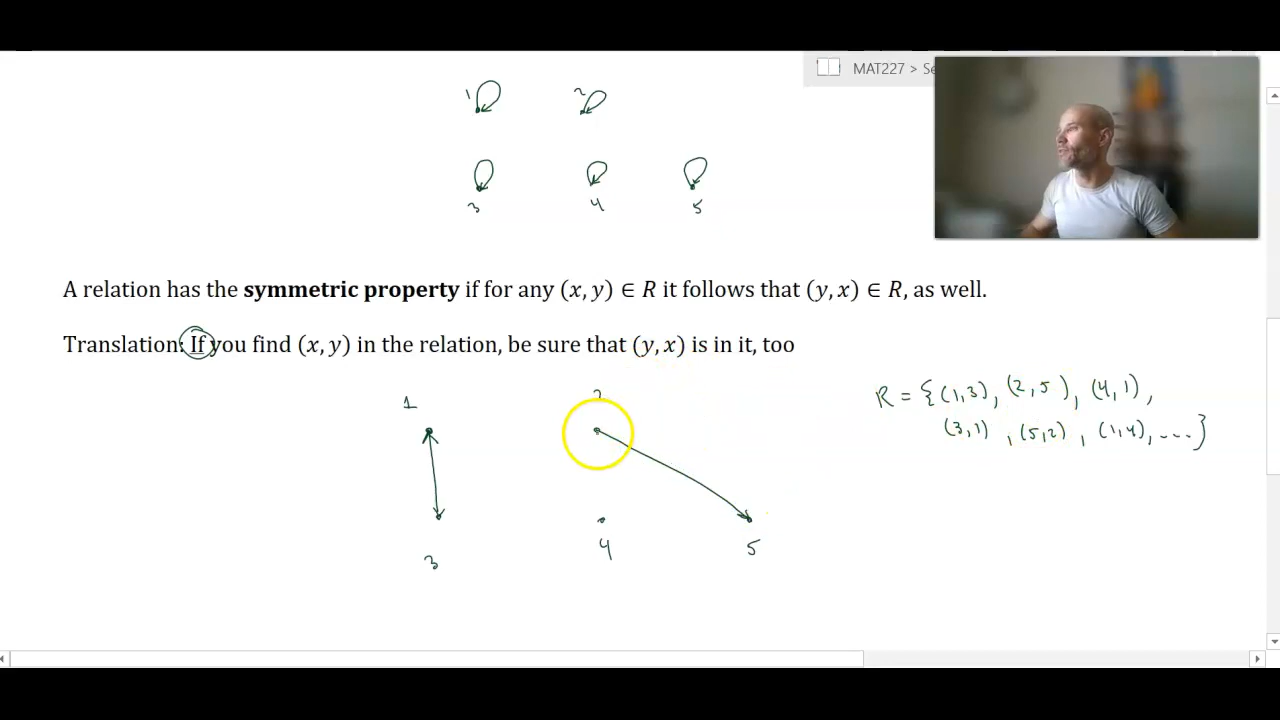 MAT227 > Se
1 2
3 4 5
A relation has the symmetric property if for any (x, y) ∈ R it follows that (y, x) ∈ R, as well.
Translation: If you find (x, y) in the relation, be sure that (y, x) is in it, too
R = {(1,3), (2,5), (4,1),
(3,1), (5,2), (1,4), ....}
1 2
3 4 5